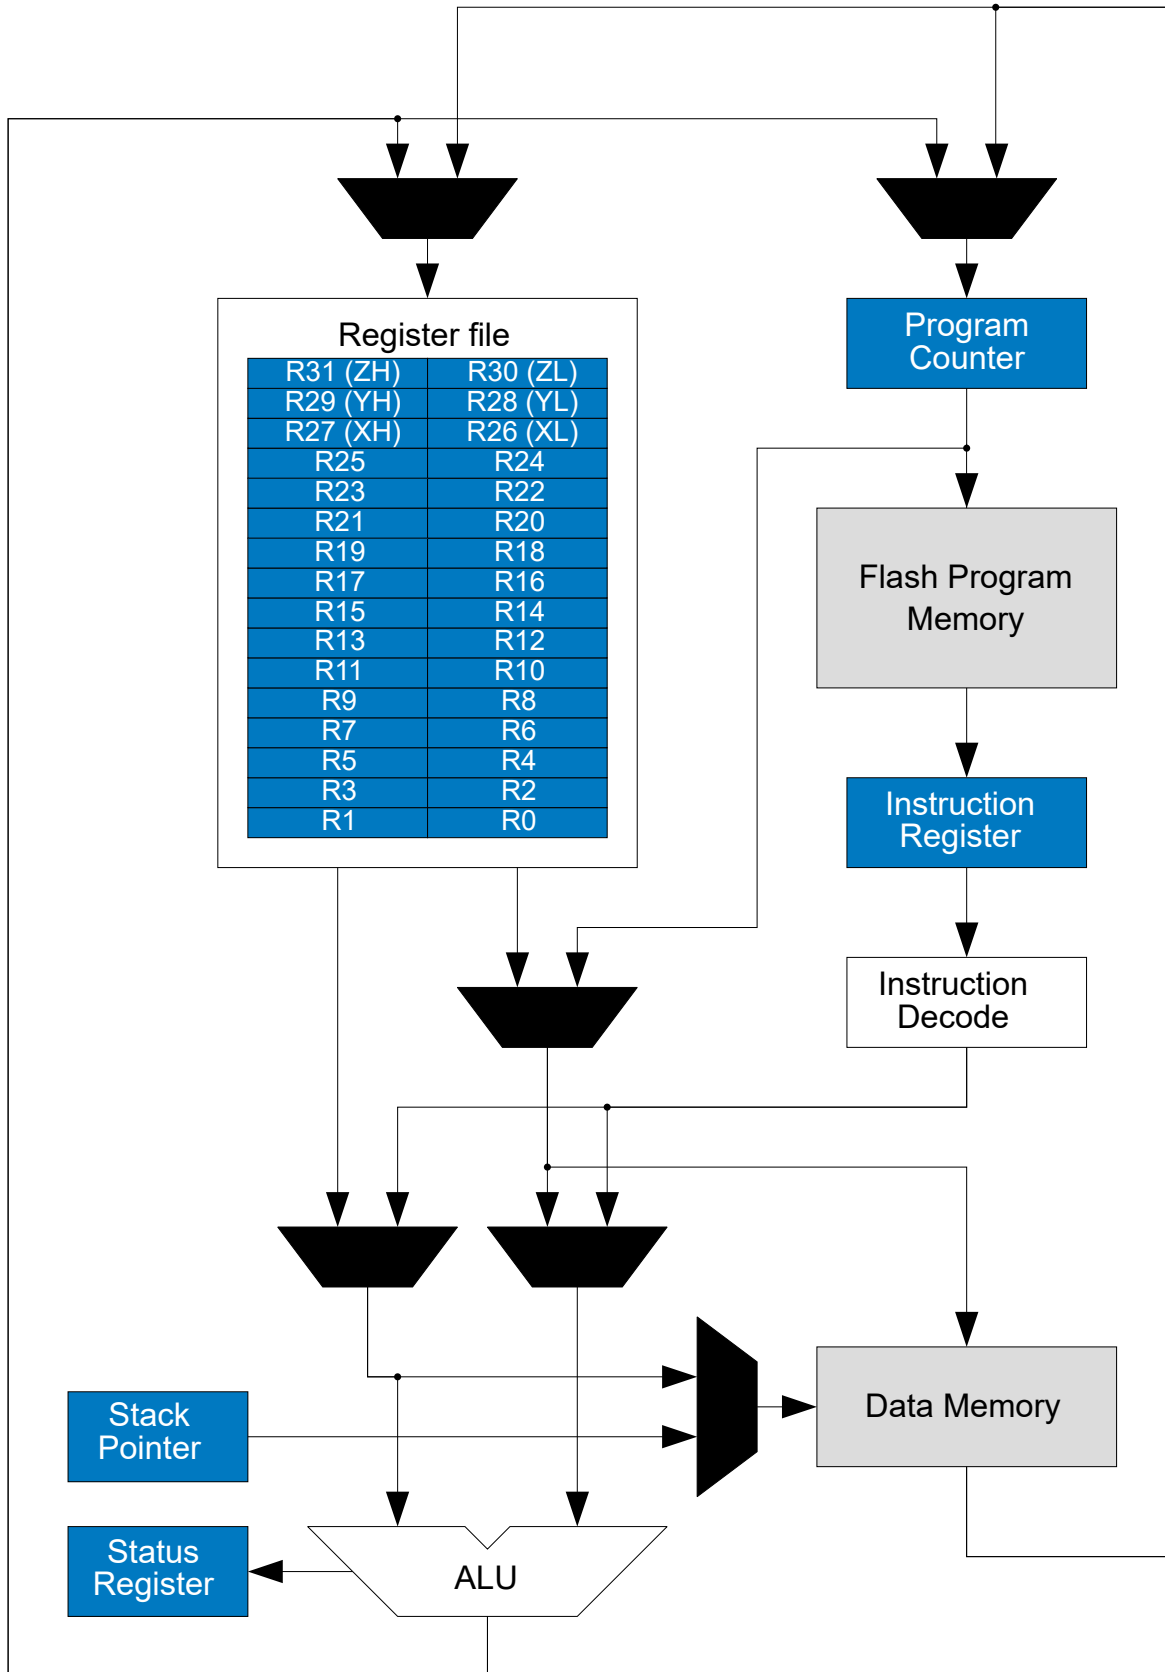 Register file
R31 (ZH) R30 (ZL)
R29 (YH) R28 (YL)
R27 (XH) R26 (XL)
R25 R24
R23 R22
R21 R20
R19 R18
R17 R16
R15 R14
R13 R12
R11 R10
R9 R8
R7 R6
R5 R4
R3 R2
R1 R0
Program
Counter
Flash Program
Memory
Instruction
Register
Instruction
Decode
Data Memory
Stack
Pointer
Status
Register
ALU